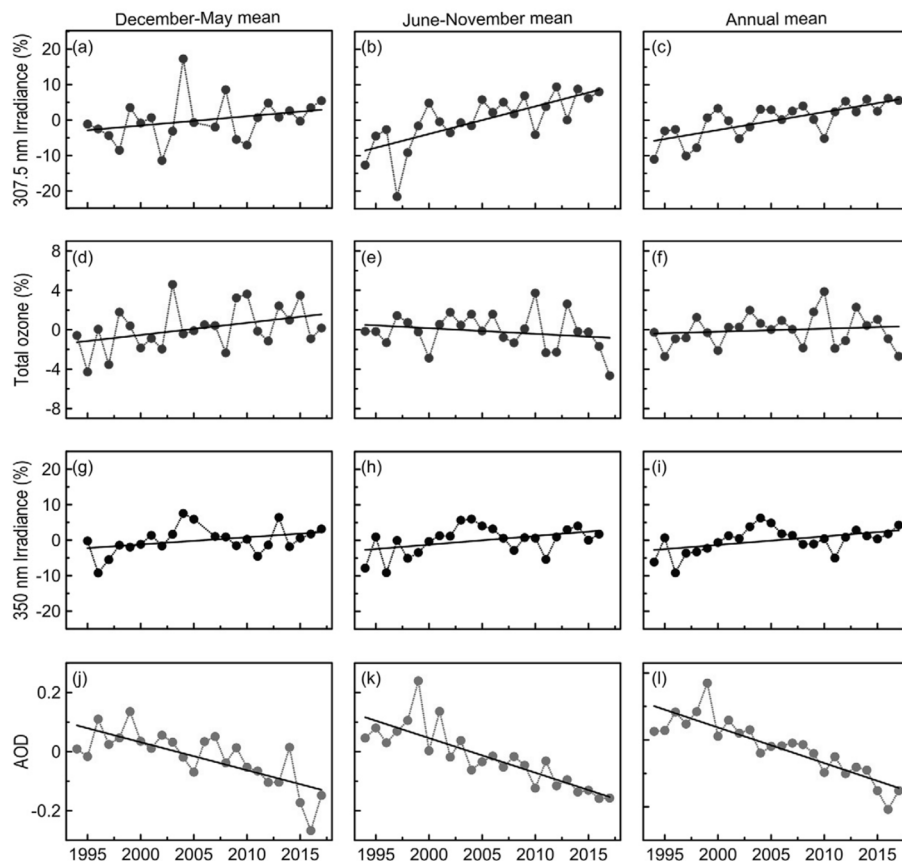 December-May mean
June-November mean
Annual mean
307.5 nm Irradiance (%)
20
10
0
-10
-20
(a)
(b)
(c)
Total ozone (%)
8
4
0
-4
-8
(d)
(e)
(f)
350 nm Irradiance (%)
20
10
0
-10
-20
(g)
(h)
(i)
AOD
0.2
0
-0.2
(j)
(k)
(l)
1995 2000 2005 2010 2015
1995 2000 2005 2010 2015
1995 2000 2005 2010 2015